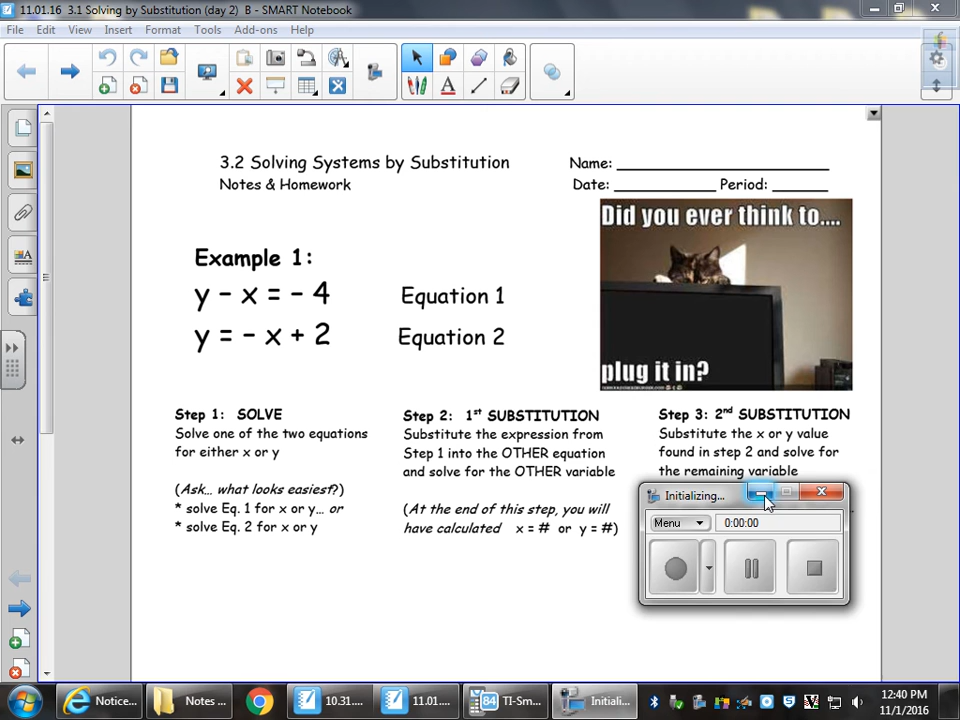 11.01.16 3.1 Solving by Substitution (day 2) B - SMART Notebook
File Edit View Insert Format Tools Add-ons Help
3.2 Solving Systems by Substitution
Notes & Homework
Name: ____________________
Date: __________ Period: ______
Did you ever think to....
plug it in?
Example 1:
y – x = – 4 Equation 1
y = – x + 2 Equation 2
Step 1: SOLVE
Solve one of the two equations
for either x or y
(Ask... what looks easiest?)
* solve Eq. 1 for x or y... or
* solve Eq. 2 for x or y
Step 2: 1st SUBSTITUTION
Substitute the expression from
Step 1 into the OTHER equation
and solve for the OTHER variable
(At the end of this step, you will
have calculated x = # or y = #)
Step 3: 2nd SUBSTITUTION
Substitute the x or y value
found in step 2 and solve for
the remaining variable
Initializing...
Menu 0:00:00
Notice... Notes ... 10.31.... 11.01.... 84 TI-Sm... Initiali...
12:40 PM
11/1/2016